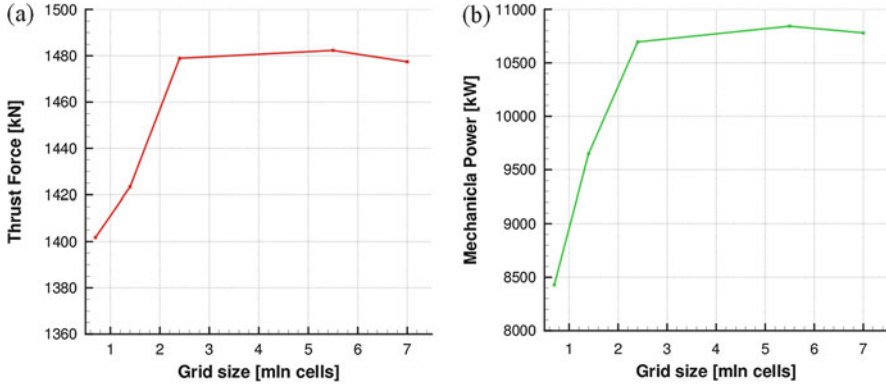 (a)
Thrust Force [kN]
1500
1480
1460
1440
1420
1400
1380
1360
1 2 3 4 5 6 7
Grid size [mln cells]
(b)
Mechanicla Power [kW]
11000
10500
10000
9500
9000
8500
8000
1 2 3 4 5 6 7
Grid size [mln cells]